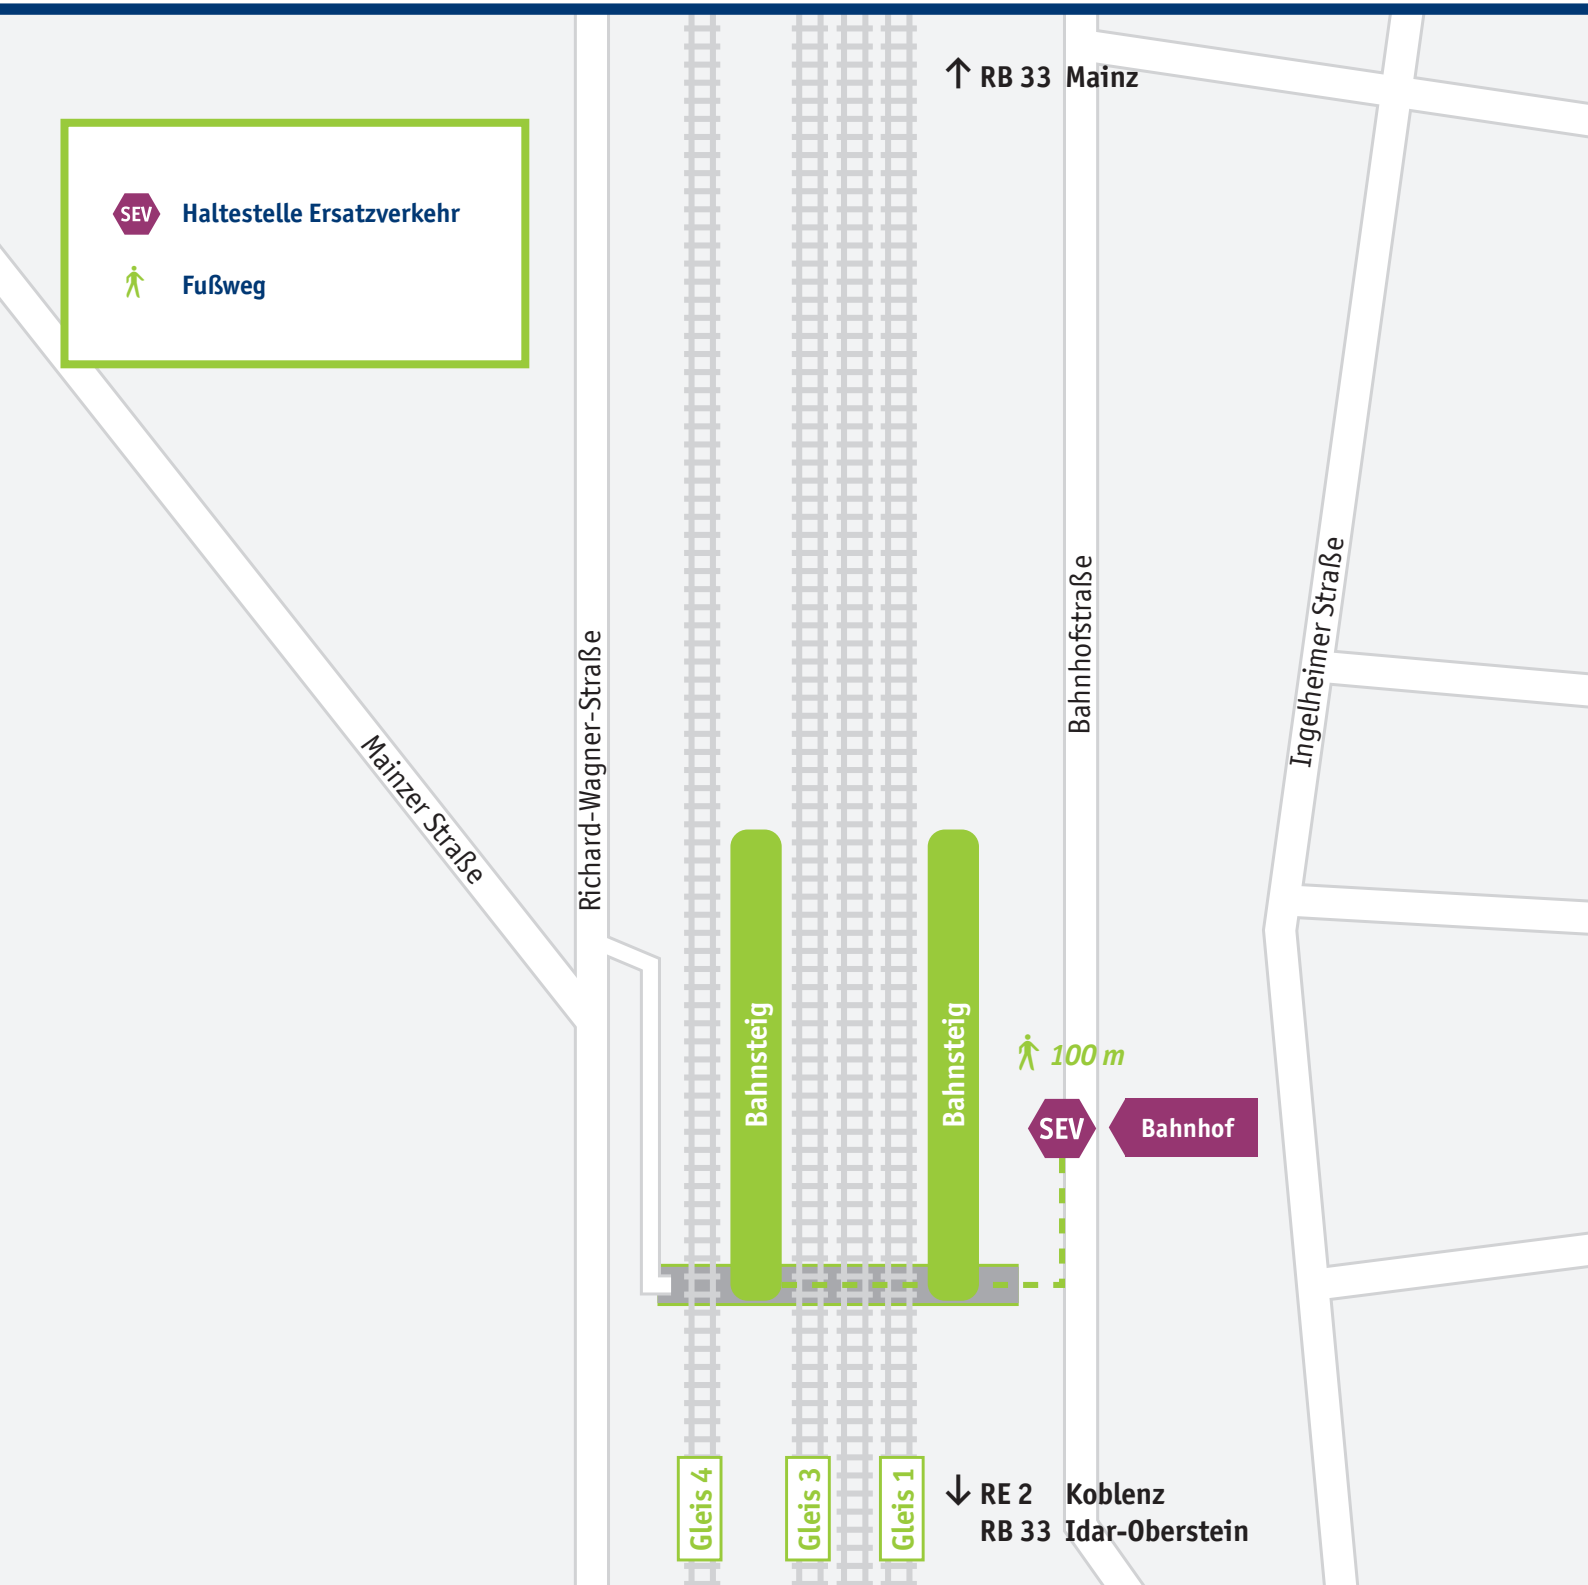 ↑ RB 33 Mainz
SEV Haltestelle Ersatzverkehr
Fußweg
Mainzer Straße
Richard-Wagner-Straße
Bahnhofstraße
Ingelheimer Straße
Bahnsteig
Bahnsteig
100 m
SEV
Bahnhof
Gleis 4
Gleis 3
Gleis 1
↓ RE 2 Koblenz
RB 33 Idar-Oberstein